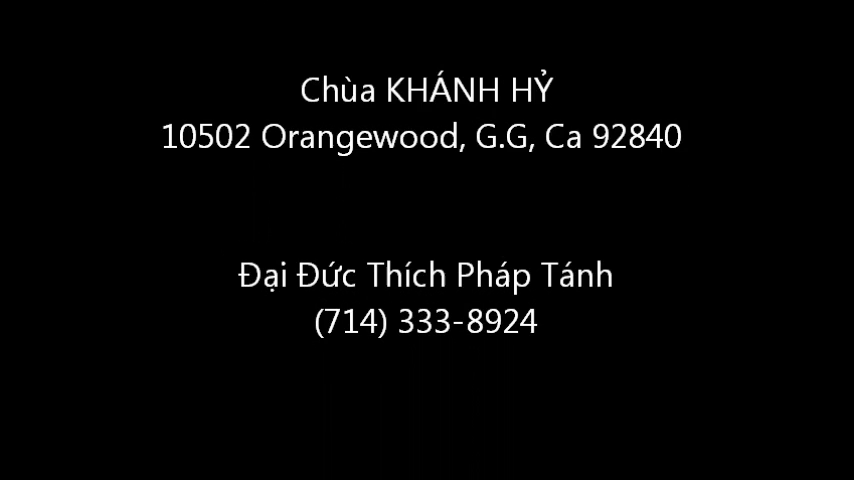 Chùa KHÁNH HỶ
10502 Orangewood, G.G, Ca 92840
Đại Đức Thích Pháp Tánh
(714) 333-8924